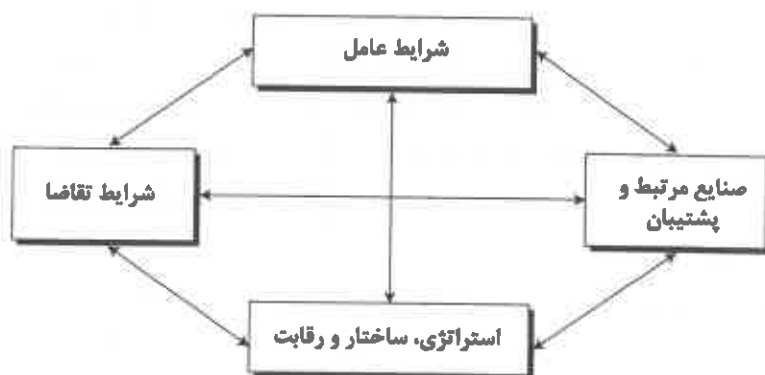 شرایط عامل
صنایع مرتبط و
پشتیبان
شرایط تقاضا
استراتژی، ساختار و رقابت